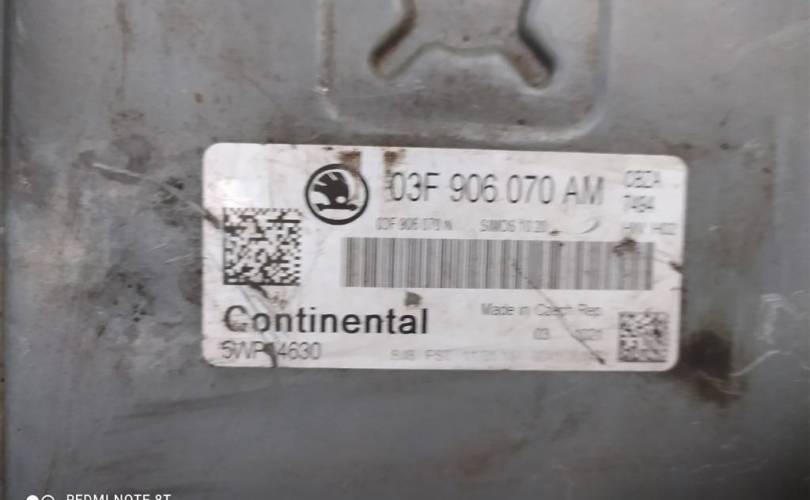 03F 906 070 AM
CBZA
7494
03F 906 070 N SIMOS 10.20
HW H02
Continental
Made in Czech Rep.
03
REDMI NOTE 8T